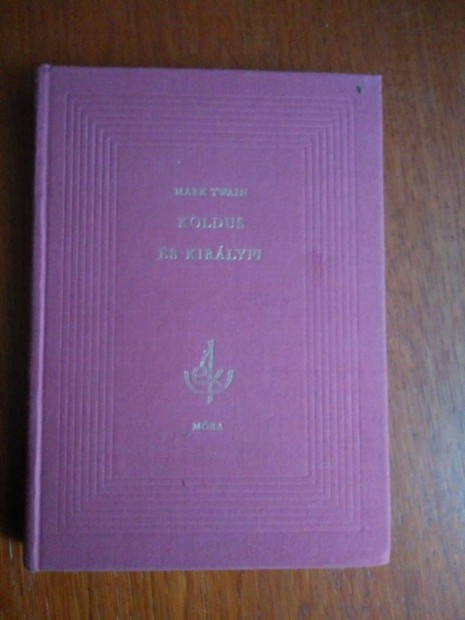 MARK TWAIN
KOLDUS
ÉS KIRÁLYFI
MÓRA